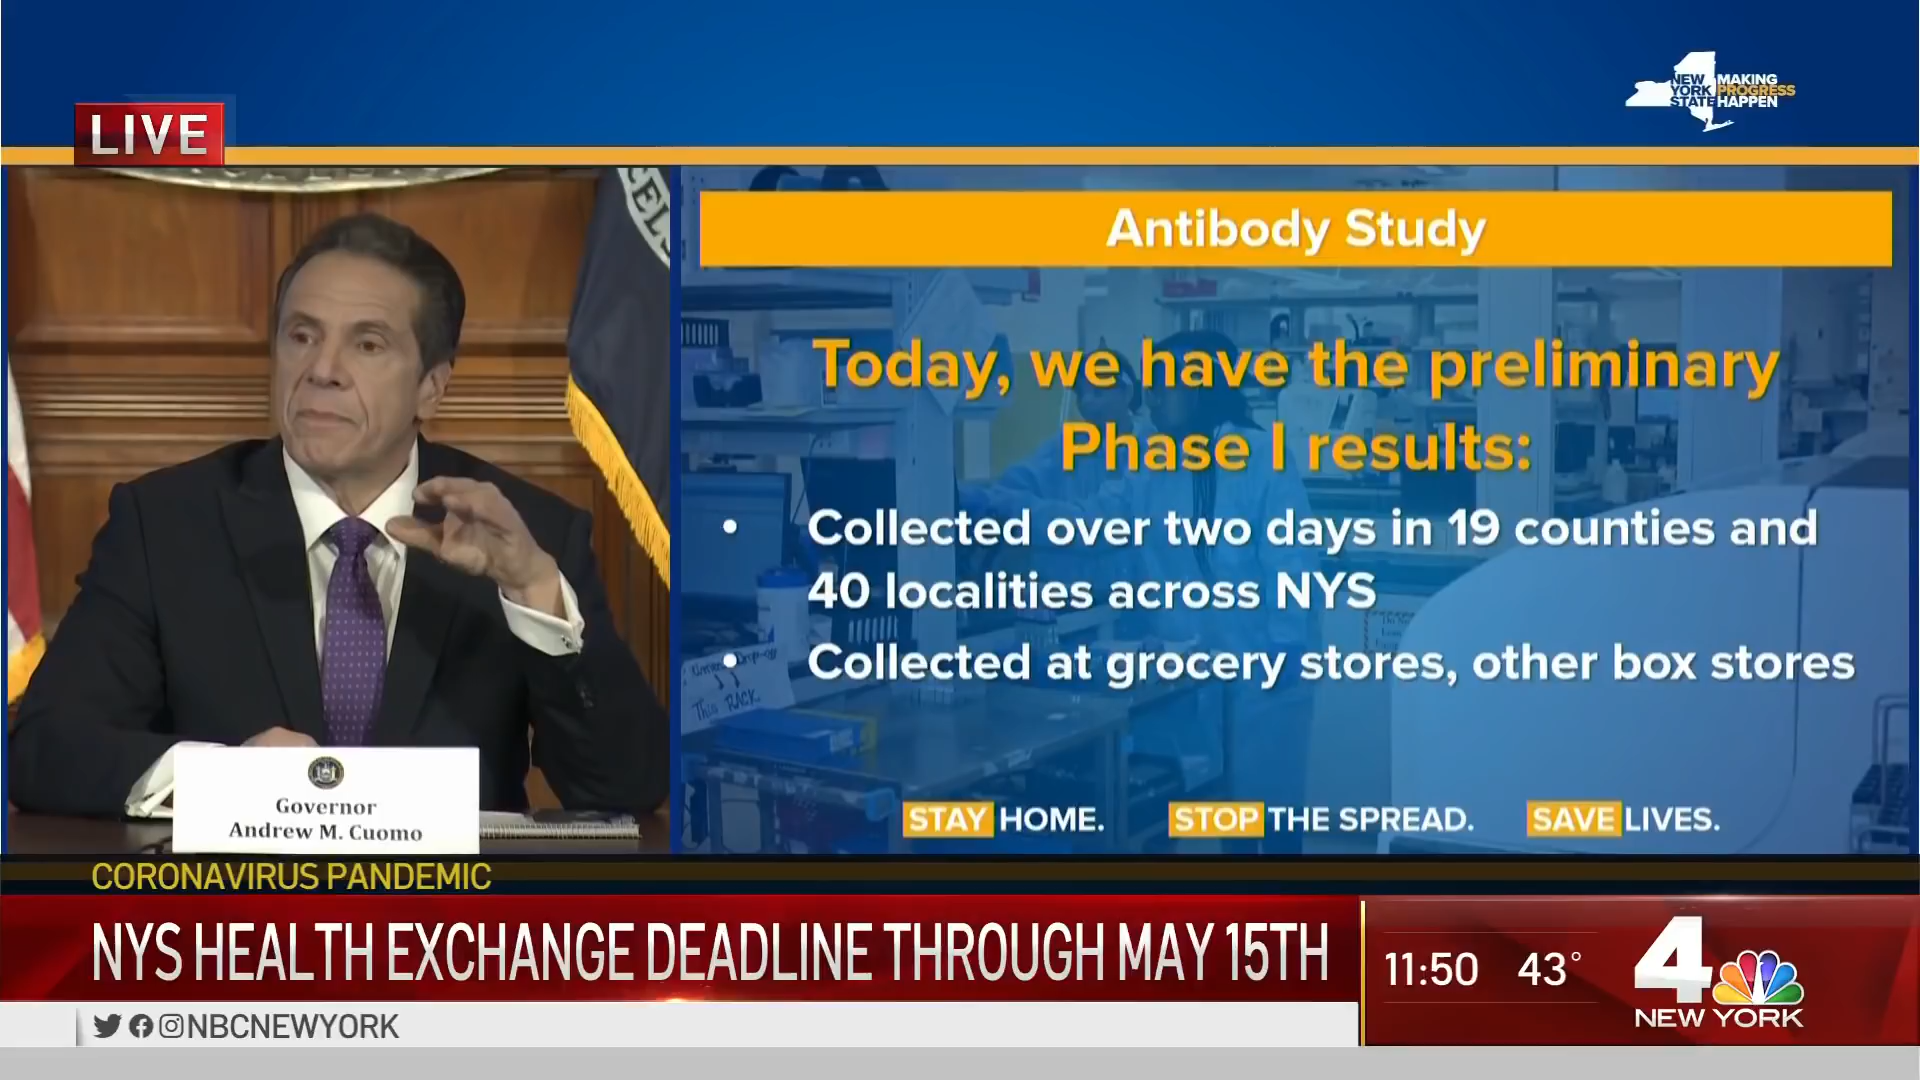 NEW YORK STATE
MAKING PROGRESS HAPPEN
LIVE
Antibody Study
Today, we have the preliminary
Phase I results:
• Collected over two days in 19 counties and
40 localities across NYS
• Collected at grocery stores, other box stores
This RACK
STAY HOME. STOP THE SPREAD. SAVE LIVES.
Governor
Andrew M. Cuomo
CORONAVIRUS PANDEMIC
NYS HEALTH EXCHANGE DEADLINE THROUGH MAY 15TH
11:50 43°
4
NEW YORK
NBCNEWYORK